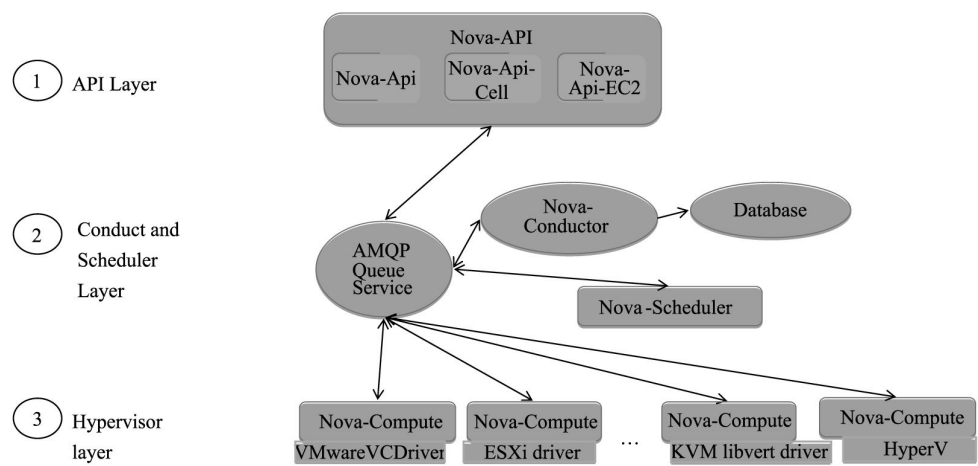 Nova-API
Nova-Api
Nova-Api-
Cell
Nova-
Api-EC2
1
API Layer
2
Conduct and
Scheduler
Layer
AMQP
Queue
Service
Nova-
Conductor
Database
Nova-Scheduler
3
Hypervisor
layer
Nova-Compute
VMwareVCDriver
Nova-Compute
ESXi driver
...
Nova-Compute
KVM libvert driver
Nova-Compute
HyperV